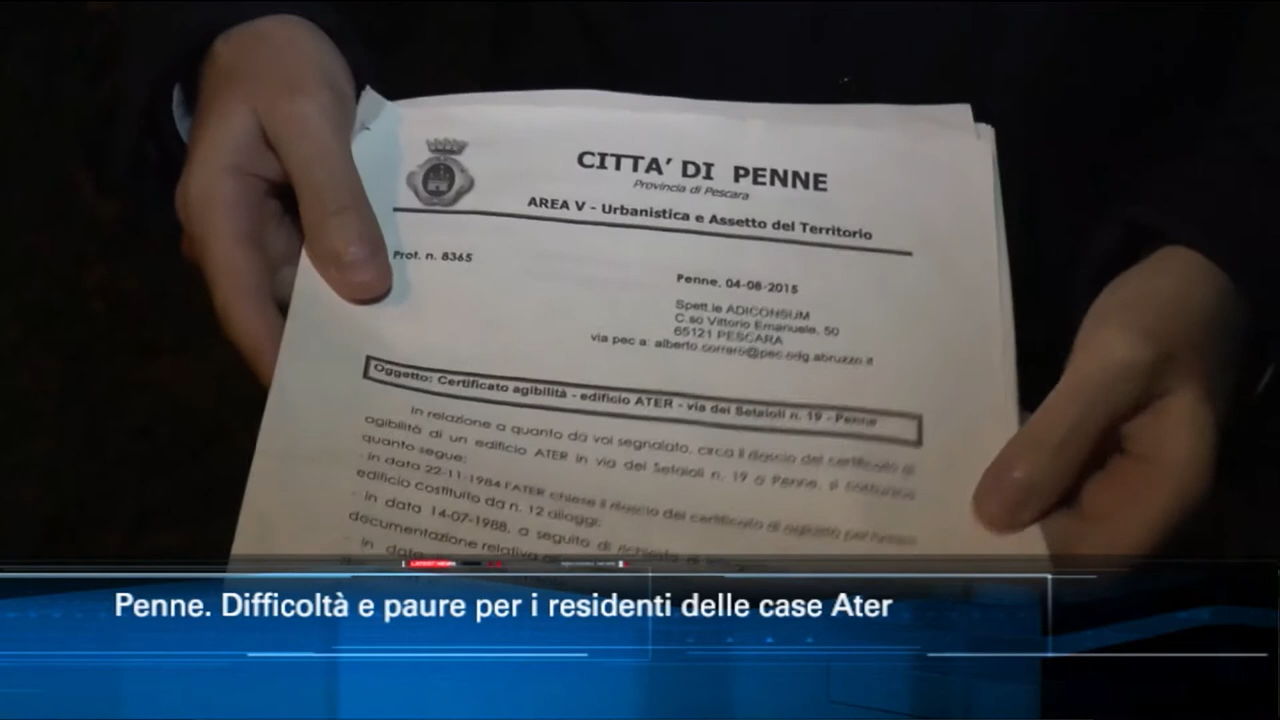 CITTA' DI PENNE
Provincia di Pescara
AREA V - Urbanistica e Assetto del Territorio
Prot. n. 8365
Penne, 04-08-2015
Spett.le ADICONSUM
C.so Vittorio Emanuele, 50
65121 PESCARA
via pec a:
Oggetto: Certificato agibilità - edificio ATER - via dei Setaioli n. 19 - Penne
In relazione a quanto da voi segnalato, circa il rilascio del certificato di
agibilità di un edificio ATER in via dei Setaioli n. 19 a Penne, si
quanto segue:
- in data 22-11-1984 l'ATER chiese il rilascio del certificato di
edificio costituito da n. 12 alloggi;
- in data 14-07-1988, a seguito di
documentazione relativa
- In data
LATEST NEWS
Penne. Difficoltà e paure per i residenti delle case Ater